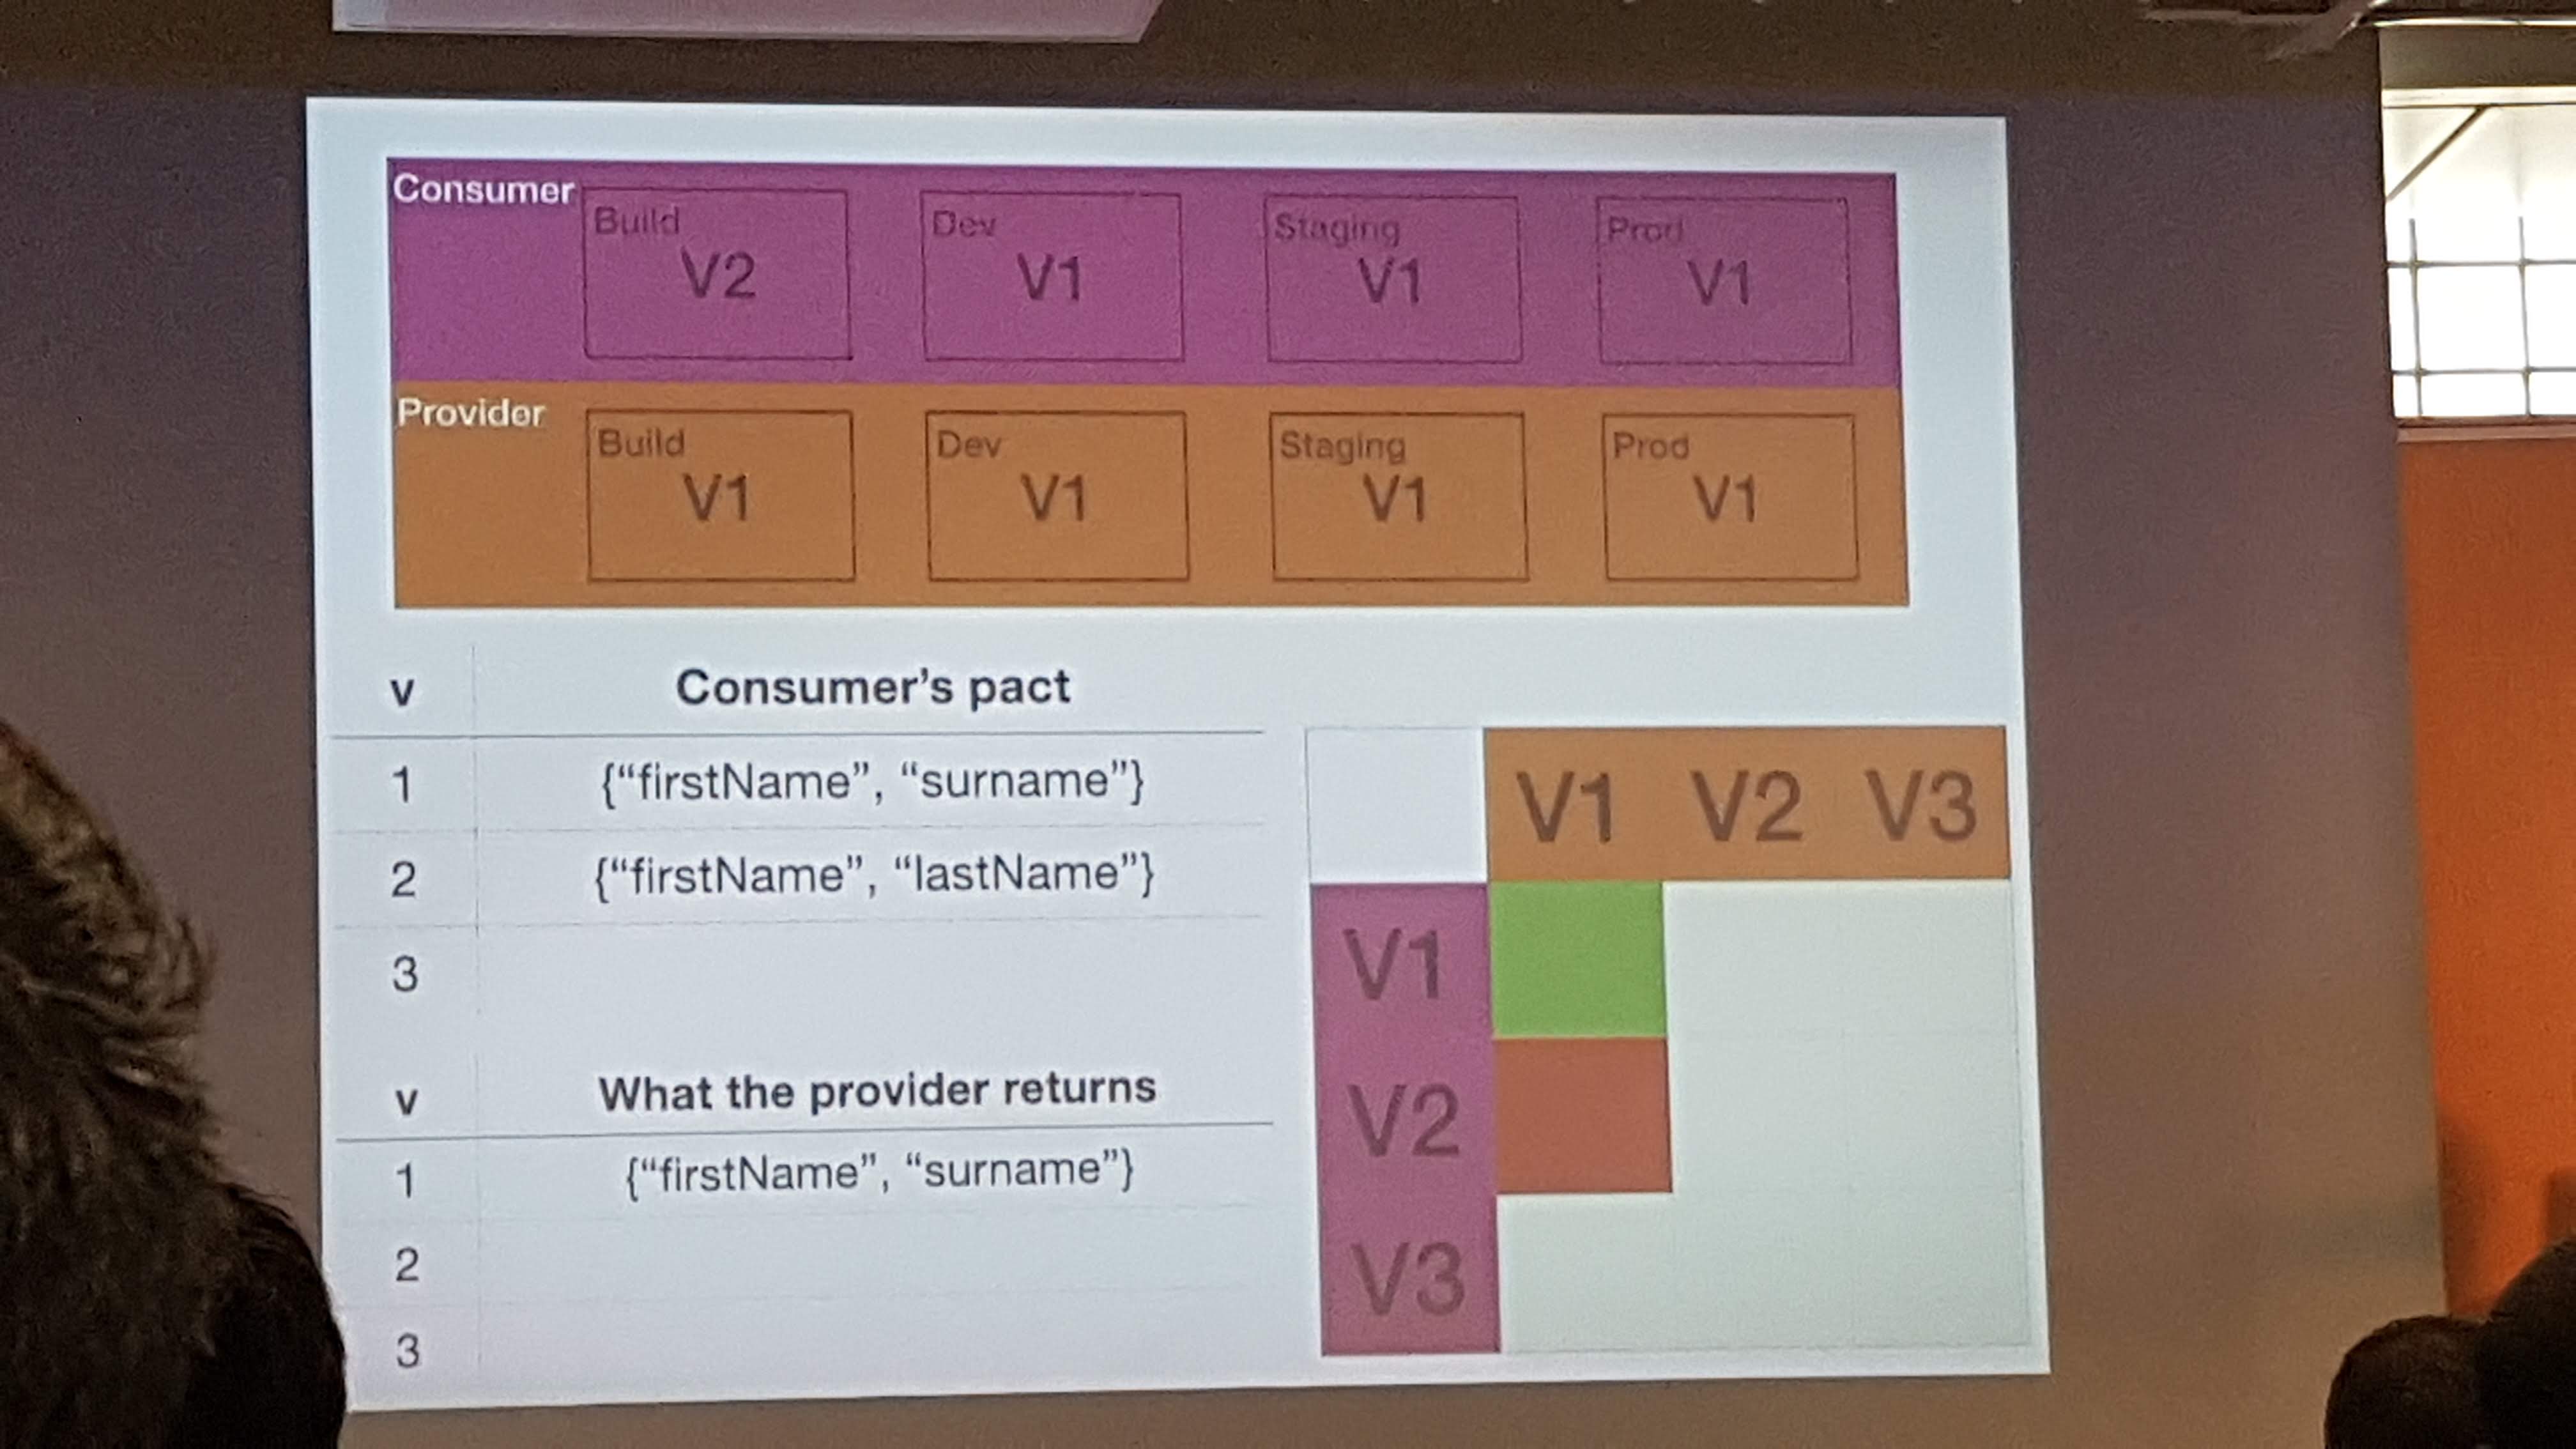 Consumer
Build Dev Staging Prod
V2 V1 V1 V1
Provider
Build Dev Staging Prod
V1 V1 V1 V1
v Consumer’s pact
1 {“firstName”, “surname”}
2 {“firstName”, “lastName”}
3
v What the provider returns
1 {“firstName”, “surname”}
2
3
V1 V2 V3
V1
V2
V3